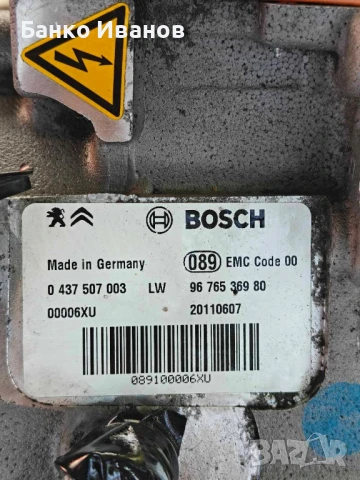 Банко Иванов
BOSCH
Made in Germany 089 EMC Code 00
0 437 507 003 LW 96 765 369 80
00006XU 20110607
089100006XU
BAZAR